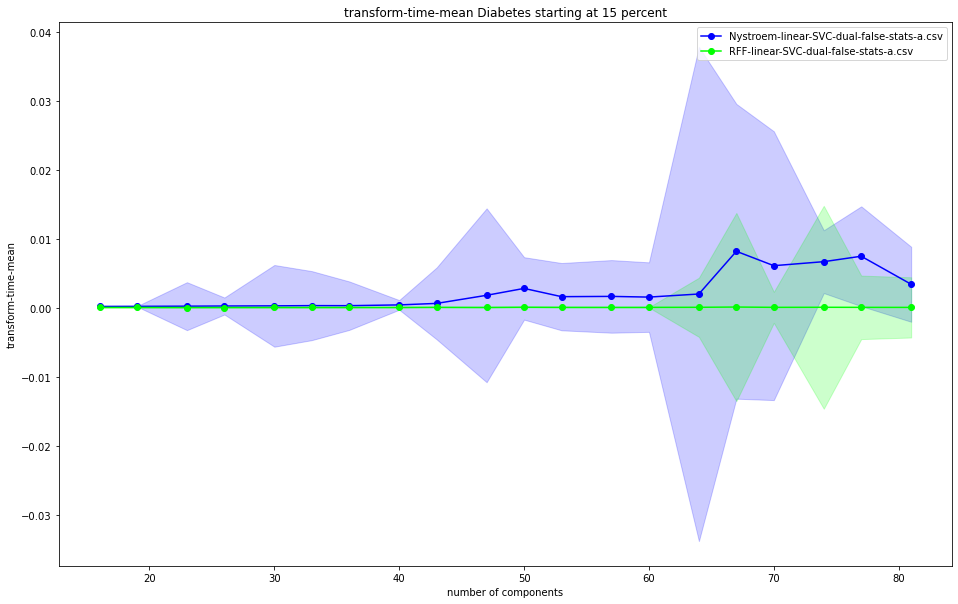 transform-time-mean Diabetes starting at 15 percent
Nystroem-linear-SVC-dual-false-stats-a.csv
RFF-linear-SVC-dual-false-stats-a.csv
transform-time-mean
0.04
0.03
0.02
0.01
0.00
−0.01
−0.02
−0.03
20 30 40 50 60 70 80
number of components